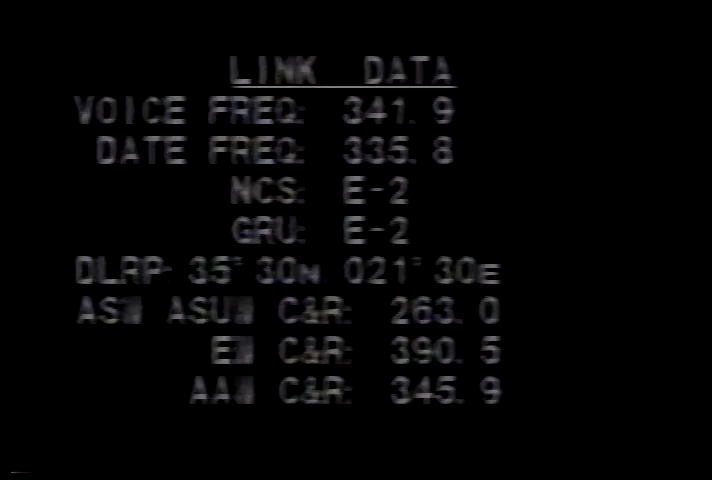 LINK DATA
VOICE FREQ: 341.9
DATE FREQ: 335.8
NCS: E-2
GRU: E-2
DLRP: 35° 30N 021° 30E
ASW ASUW C&R: 263.0
EW C&R: 390.5
AAW C&R: 345.9